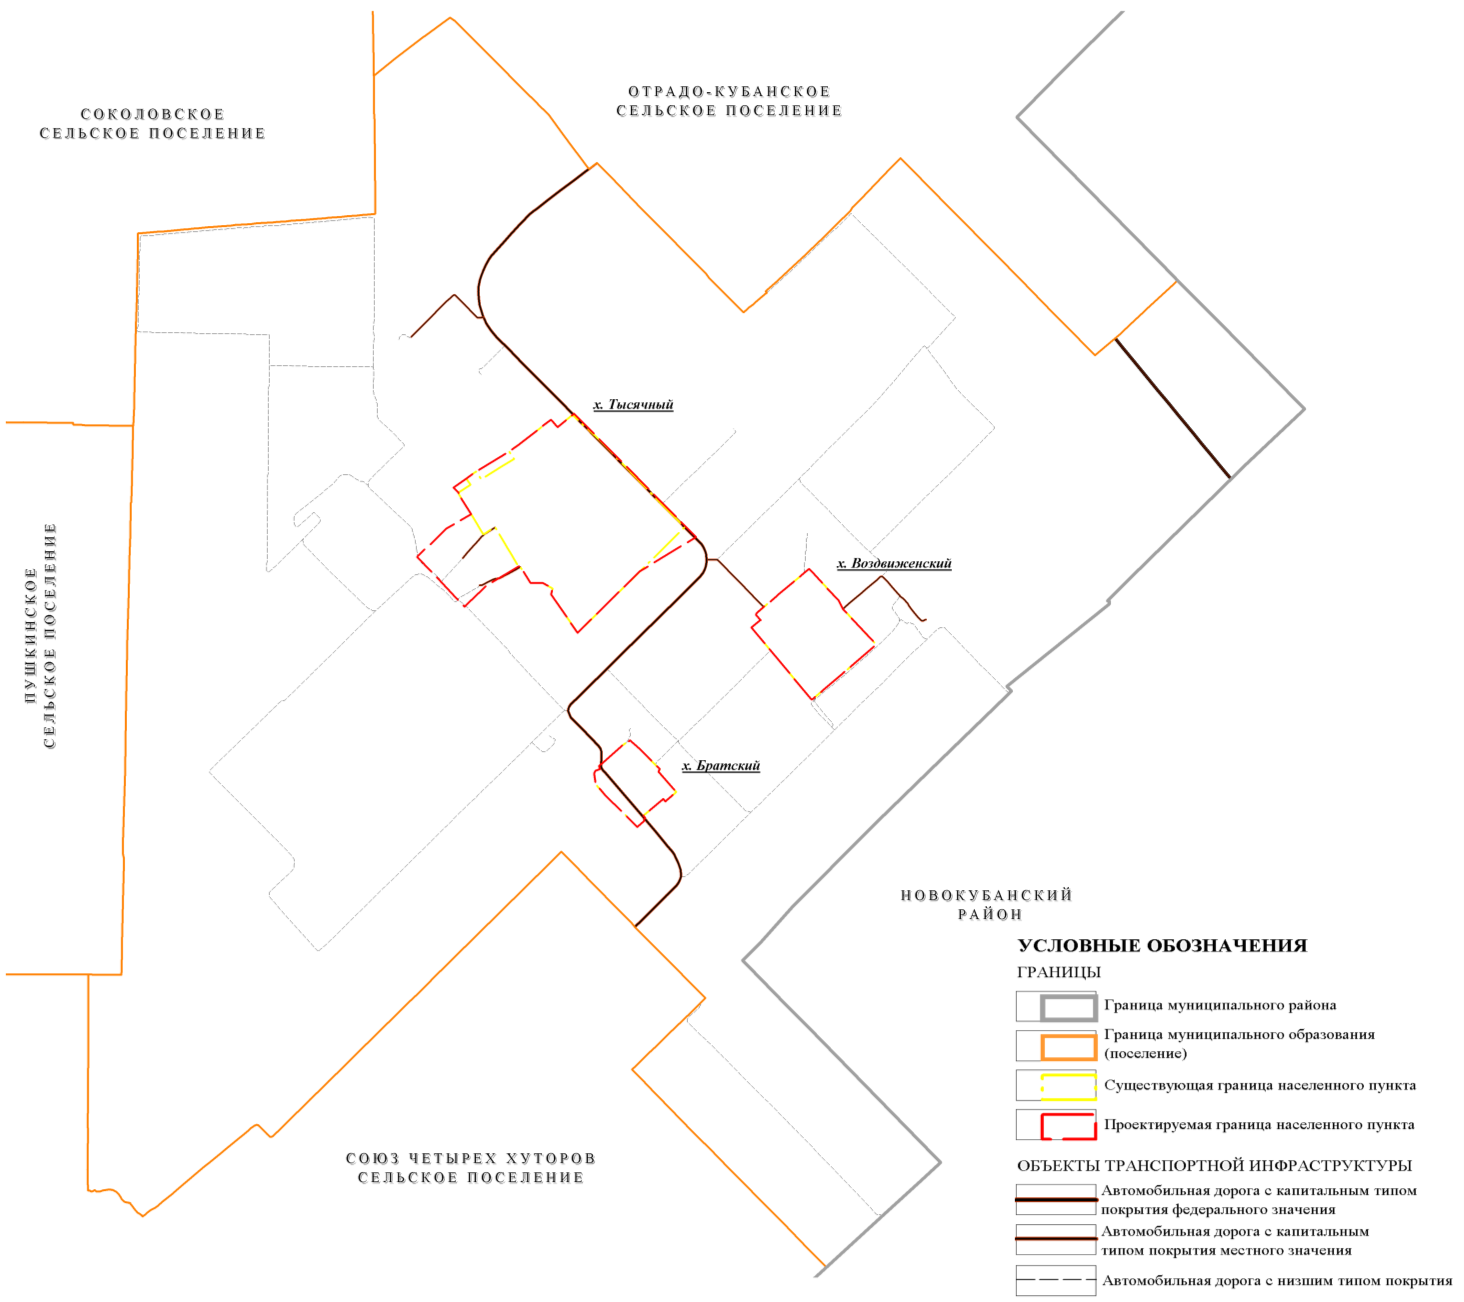 ОТРАДО-КУБАНСКОЕ
СЕЛЬСКОЕ ПОСЕЛЕНИЕ
СОКОЛОВСКОЕ
СЕЛЬСКОЕ ПОСЕЛЕНИЕ
х. Тысячный
х. Воздвиженский
ПУШКИНСКОЕ
СЕЛЬСКОЕ ПОСЕЛЕНИЕ
х. Братский
НОВОКУБАНСКИЙ
РАЙОН
СОЮЗ ЧЕТЫРЕХ ХУТОРОВ
СЕЛЬСКОЕ ПОСЕЛЕНИЕ
УСЛОВНЫЕ ОБОЗНАЧЕНИЯ
ГРАНИЦЫ
Граница муниципального района
Граница муниципального образования
(поселение)
Существующая граница населенного пункта
Проектируемая граница населенного пункта
ОБЪЕКТЫ ТРАНСПОРТНОЙ ИНФРАСТРУКТУРЫ
Автомобильная дорога с капитальным типом
покрытия федерального значения
Автомобильная дорога с капитальным
типом покрытия местного значения
Автомобильная дорога с низшим типом покрытия